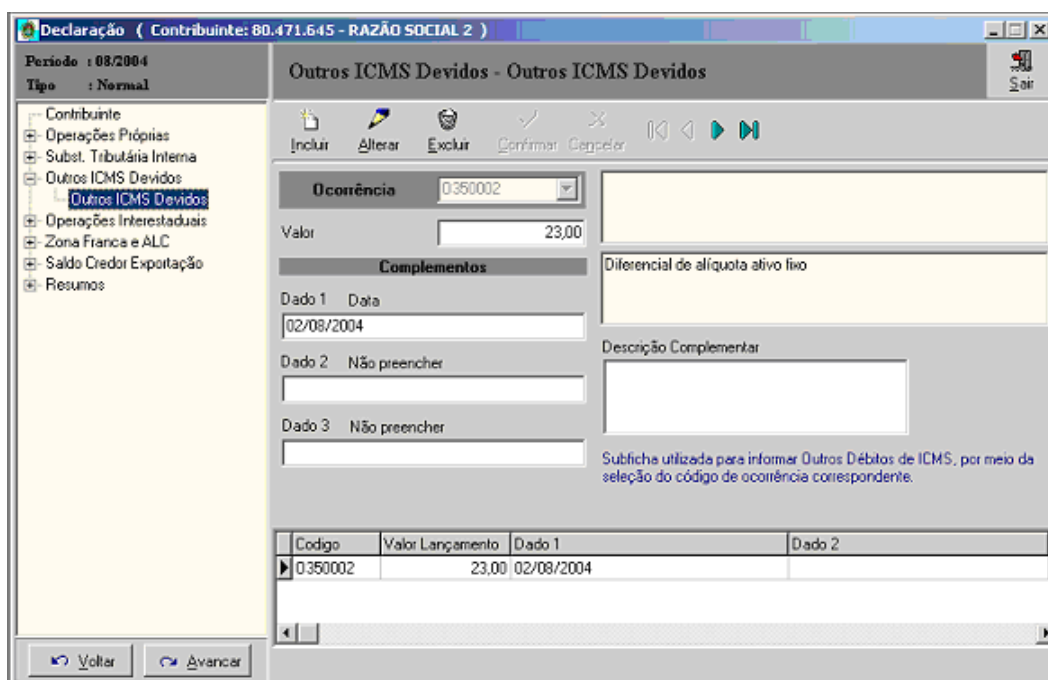 Declaração ( Contribuinte: 80.471.645 - RAZÃO SOCIAL 2 )
Período : 08/2004
Tipo : Normal
Outros ICMS Devidos - Outros ICMS Devidos
Sair
Contribuinte
Operações Próprias
Subst. Tributária Interna
Outros ICMS Devidos
Outros ICMS Devidos
Operações Interestaduais
Zona Franca e ALC
Saldo Credor Exportação
Resumos
Incluir Alterar Excluir Confirmar Cancelar
Ocorrência O350002
Valor 23,00
Complementos
Diferencial de alíquota ativo fixo
Dado 1 Data
02/08/2004
Descrição Complementar
Dado 2 Não preencher
Dado 3 Não preencher
Subficha utilizada para informar Outros Débitos de ICMS, por meio da
seleção do código de ocorrência correspondente.
Codigo Valor Lançamento Dado 1 Dado 2
O350002 23,00 02/08/2004
Voltar Avancar